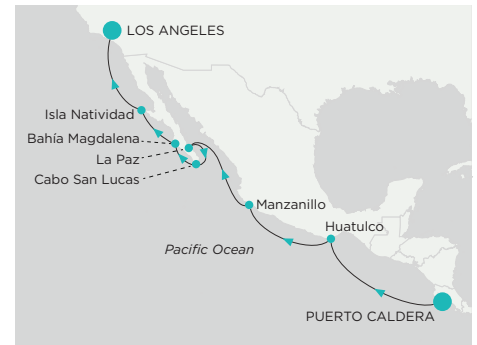 LOS ANGELES
Isla Natividad
Bahía Magdalena
La Paz
Cabo San Lucas
Manzanillo
Huatulco
Pacific Ocean
PUERTO CALDERA